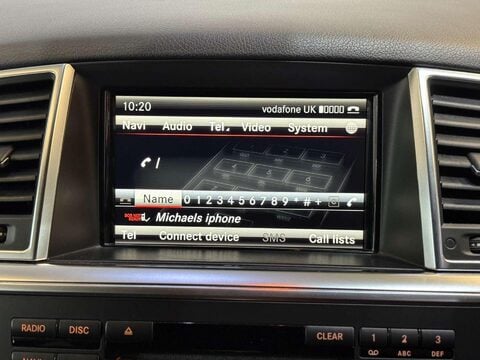 10:20 vodafone UK
Navi Audio Tel Video System
Name 0 1 2 3 4 5 6 7 8 9 * # +
Michaels iphone
Tel Connect device SMS Call lists
RADIO DISC CLEAR 1 2 3
ABC DEF